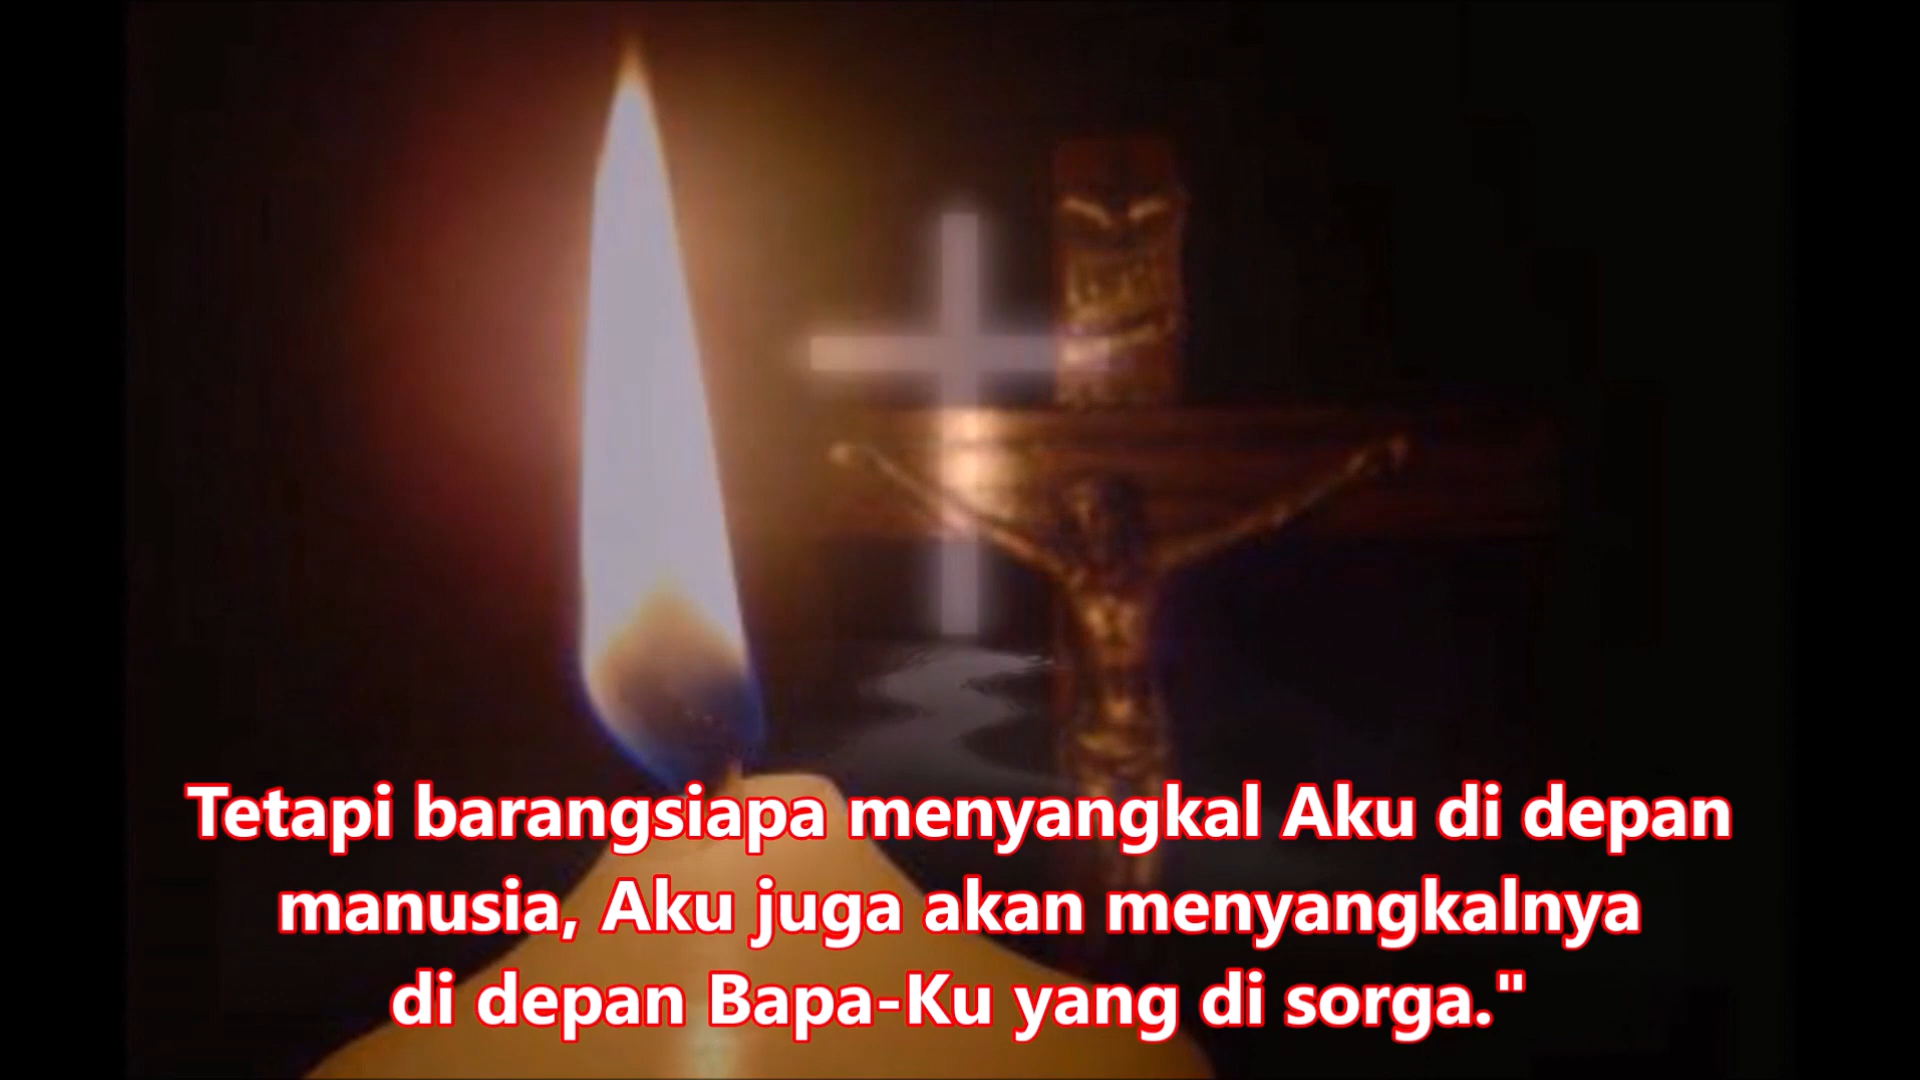 Tetapi barangsiapa menyangkal Aku di depan
manusia, Aku juga akan menyangkalnya
di depan Bapa-Ku yang di sorga."